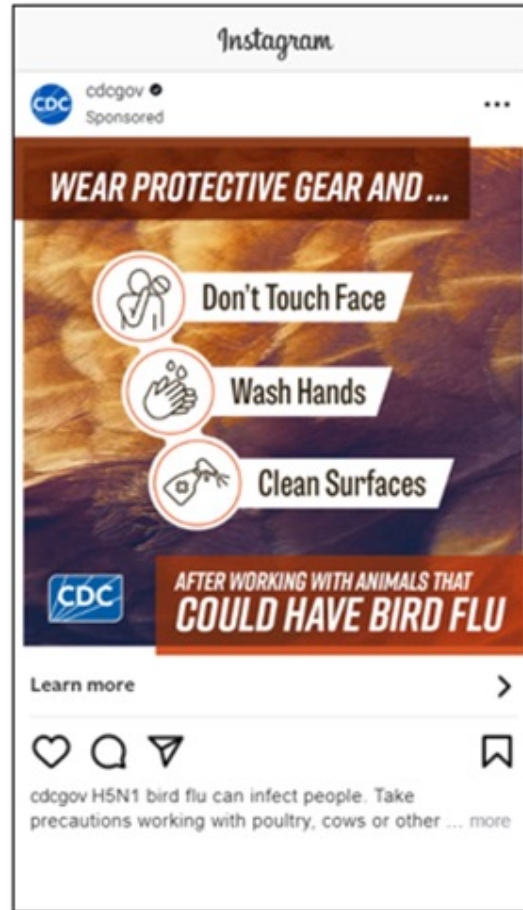 Instagram
CDC
cdcgov
Sponsored
WEAR PROTECTIVE GEAR AND ...
Don't Touch Face
Wash Hands
Clean Surfaces
CDC
AFTER WORKING WITH ANIMALS THAT
COULD HAVE BIRD FLU
Learn more
cdcgov H5N1 bird flu can infect people. Take
precautions working with poultry, cows or other ... more